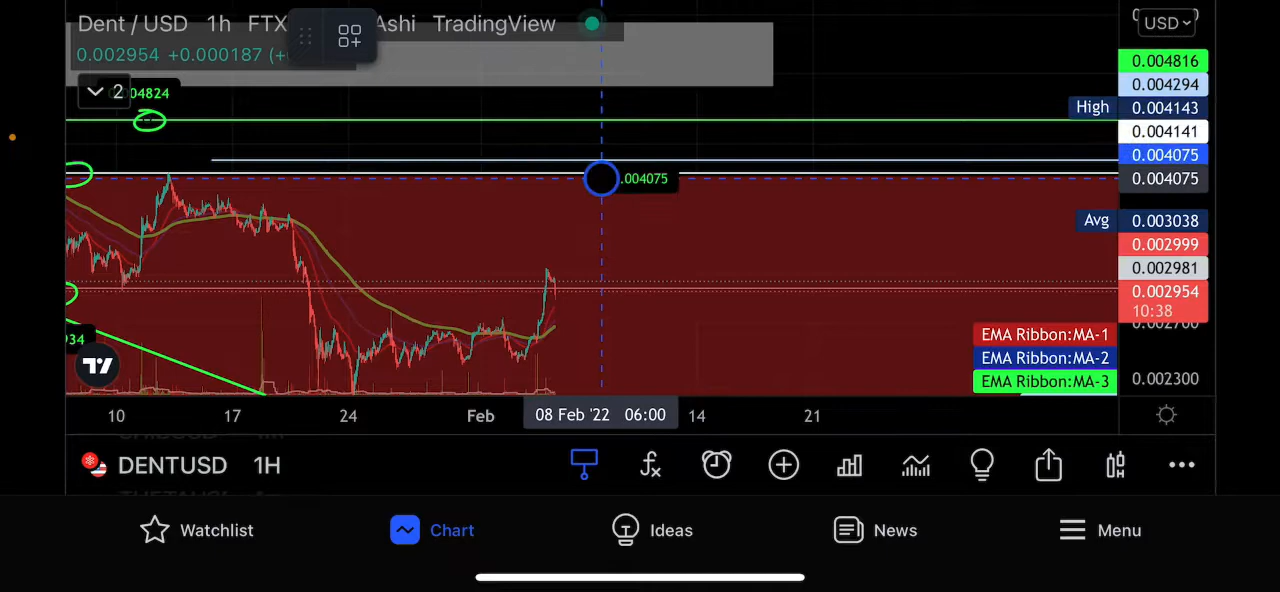 Dent / USD 1h FTX Ashi TradingView
USD
0.002954 +0.000187 (+
2
04824
0.004816
0.004294
High 0.004143
0.004141
0.004075
.004075 0.004075
Avg 0.003038
0.002999
0.002981
0.002954
10:38
0.002700
34
EMA Ribbon:MA-1
EMA Ribbon:MA-2
EMA Ribbon:MA-3
0.002300
10 17 24 Feb 08 Feb '22 06:00 14 21
DENTUSD 1H
Watchlist Chart Ideas News Menu